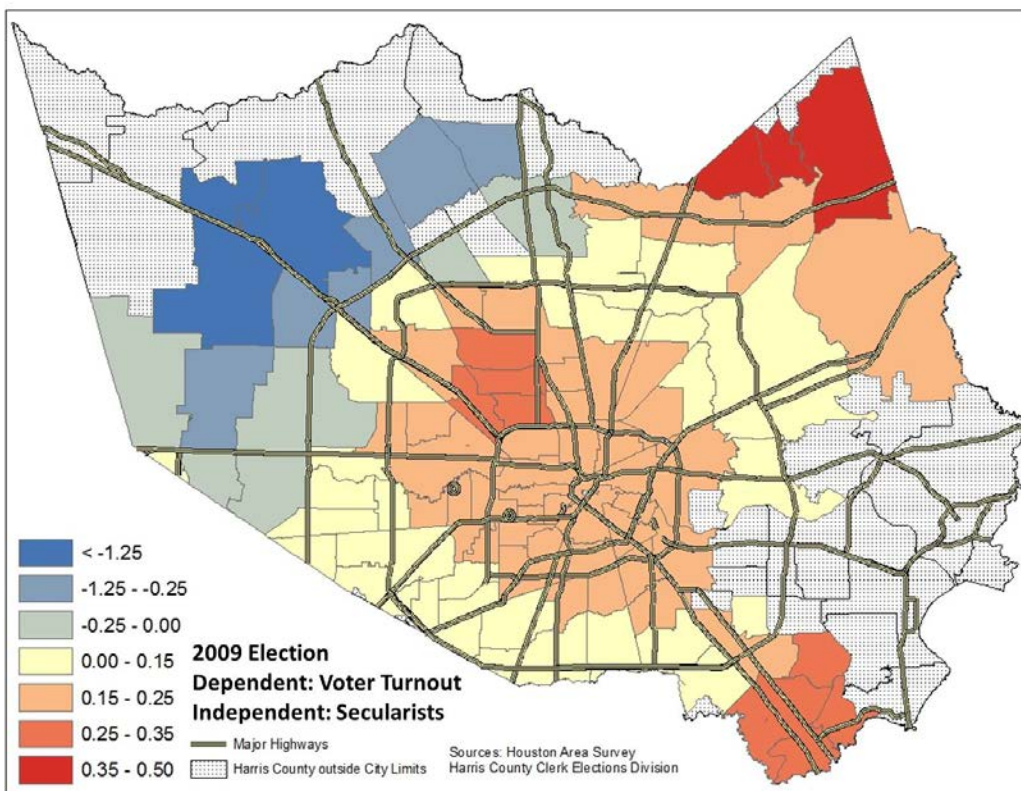 < -1.25
-1.25 - -0.25
-0.25 - 0.00
0.00 - 0.15
0.15 - 0.25
0.25 - 0.35
0.35 - 0.50
2009 Election
Dependent: Voter Turnout
Independent: Secularists
Major Highways
Harris County outside City Limits
Sources: Houston Area Survey
Harris County Clerk Elections Division